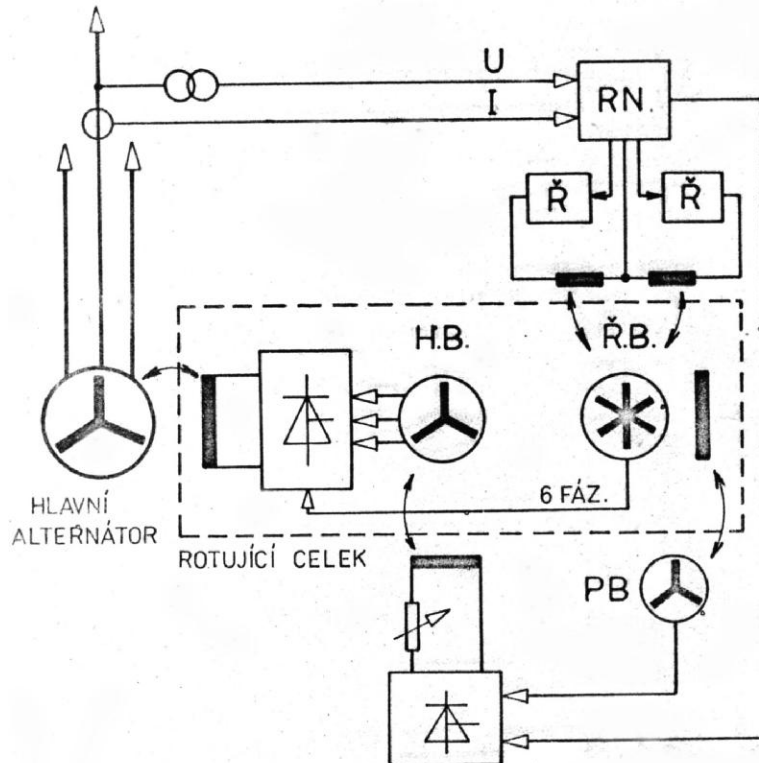 U
I
RN.
Ř
Ř
H.B.
Ř.B.
6 FÁZ.
HLAVNÍ
ALTERNÁTOR
ROTUJÍCÍ CELEK
PB